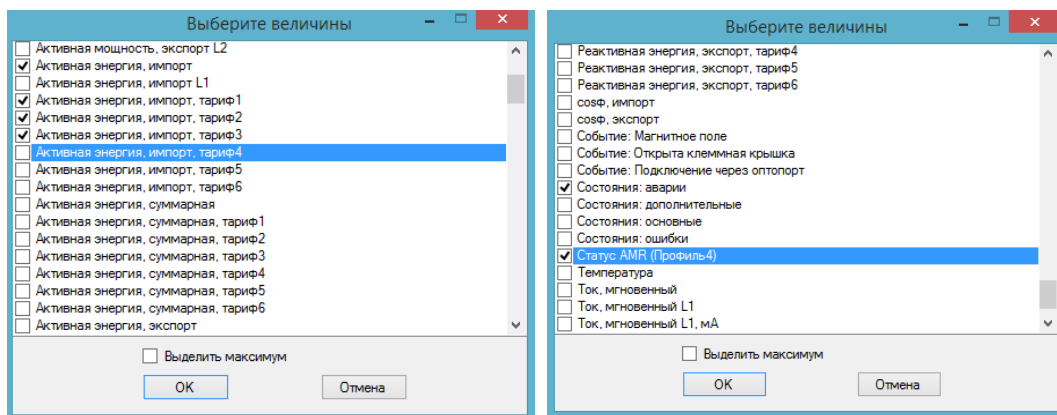 Выберите величины
Активная мощность, экспорт L2
Активная энергия, импорт
Активная энергия, импорт L1
Активная энергия, импорт, тариф1
Активная энергия, импорт, тариф2
Активная энергия, импорт, тариф3
Активная энергия, импорт, тариф4
Активная энергия, импорт, тариф5
Активная энергия, импорт, тариф6
Активная энергия, суммарная
Активная энергия, суммарная, тариф1
Активная энергия, суммарная, тариф2
Активная энергия, суммарная, тариф3
Активная энергия, суммарная, тариф4
Активная энергия, суммарная, тариф5
Активная энергия, суммарная, тариф6
Активная энергия, экспорт
Выделить максимум
OK
Отмена
Выберите величины
Реактивная энергия, экспорт, тариф4
Реактивная энергия, экспорт, тариф5
Реактивная энергия, экспорт, тариф6
cosφ, импорт
cosφ, экспорт
Событие: Магнитное поле
Событие: Открыта клеммная крышка
Событие: Подключение через оптопорт
Состояния: аварии
Состояния: дополнительные
Состояния: основные
Состояния: ошибки
Статус AMR (Профиль4)
Температура
Ток, мгновенный
Ток, мгновенный L1
Ток, мгновенный L1, мА
Выделить максимум
OK
Отмена